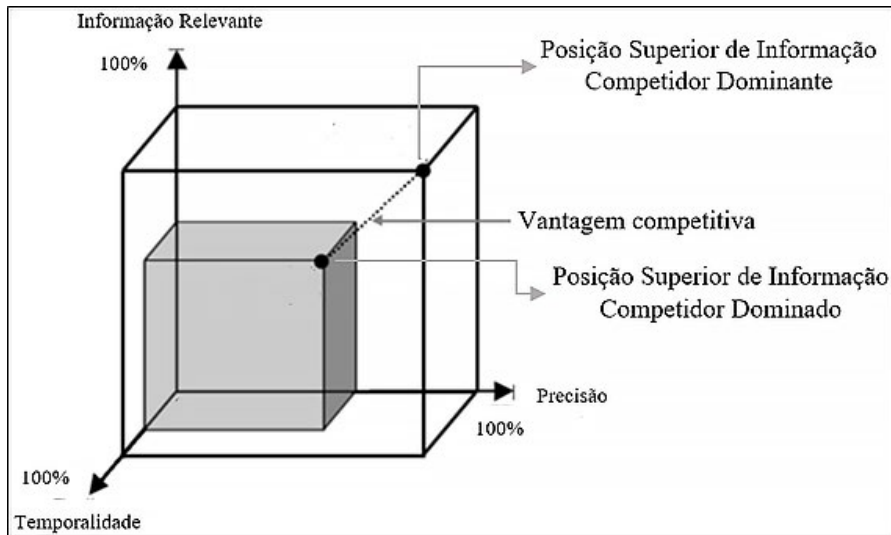 Informação Relevante
100%
Posição Superior de Informação
Competidor Dominante
Vantagem competitiva
Posição Superior de Informação
Competidor Dominado
Precisão
100%
100%
Temporalidade